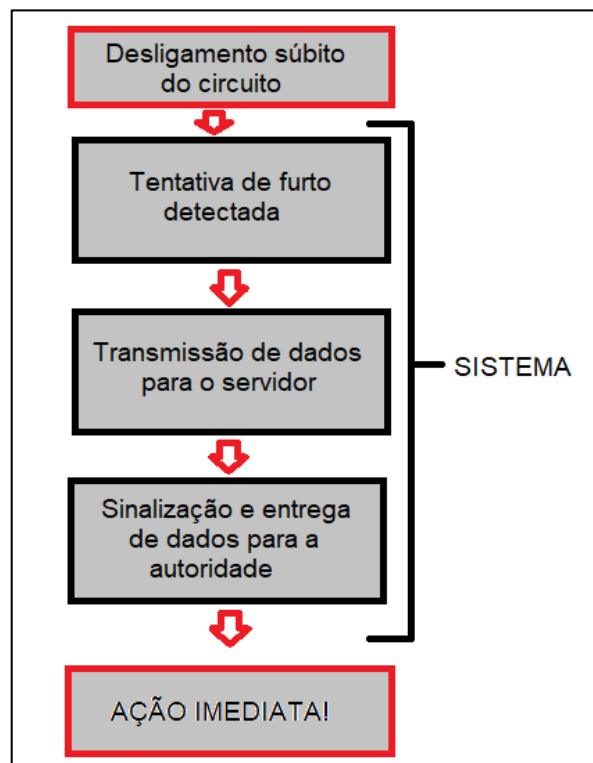 Desligamento súbito
do circuito
Tentativa de furto
detectada
Transmissão de dados
para o servidor
SISTEMA
Sinalização e entrega
de dados para a
autoridade
AÇÃO IMEDIATA!